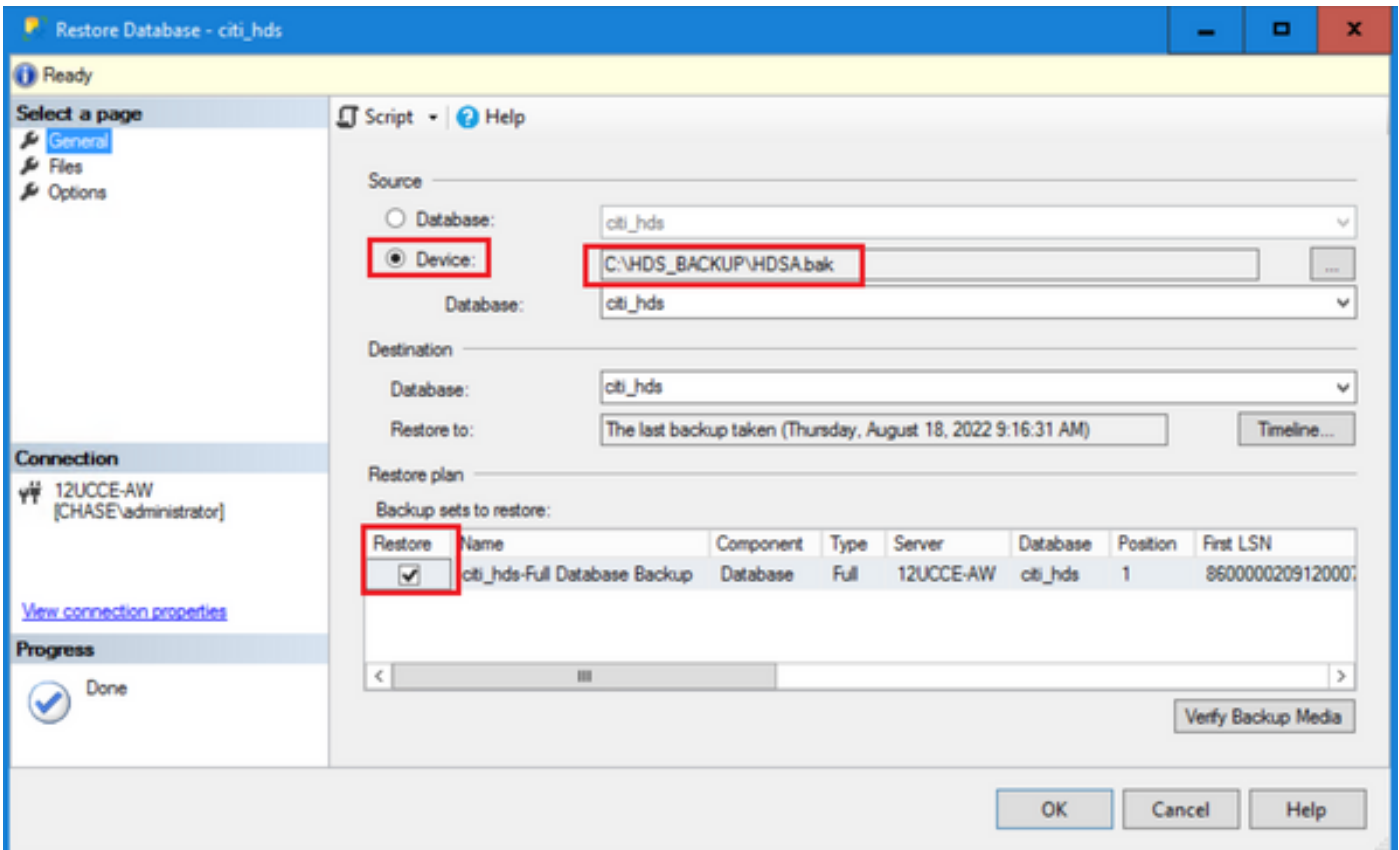 Restore Database - citi_hds
Ready
Select a page
General
Files
Options
Script
Help
Source
Database:
citi_hds
Device:
C:\HDS_BACKUP\HDSA.bak
...
Database:
citi_hds
Destination
Database:
citi_hds
Restore to:
The last backup taken (Thursday, August 18, 2022 9:16:31 AM)
Timeline...
Connection
12UCCE-AW
[CHASE\administrator]
View connection properties
Restore plan
Backup sets to restore:
Restore Name Component Type Server Database Position First LSN
citi_hds-Full Database Backup Database Full 12UCCE-AW citi_hds 1 8600000209120007
Progress
Done
Verify Backup Media
OK Cancel Help